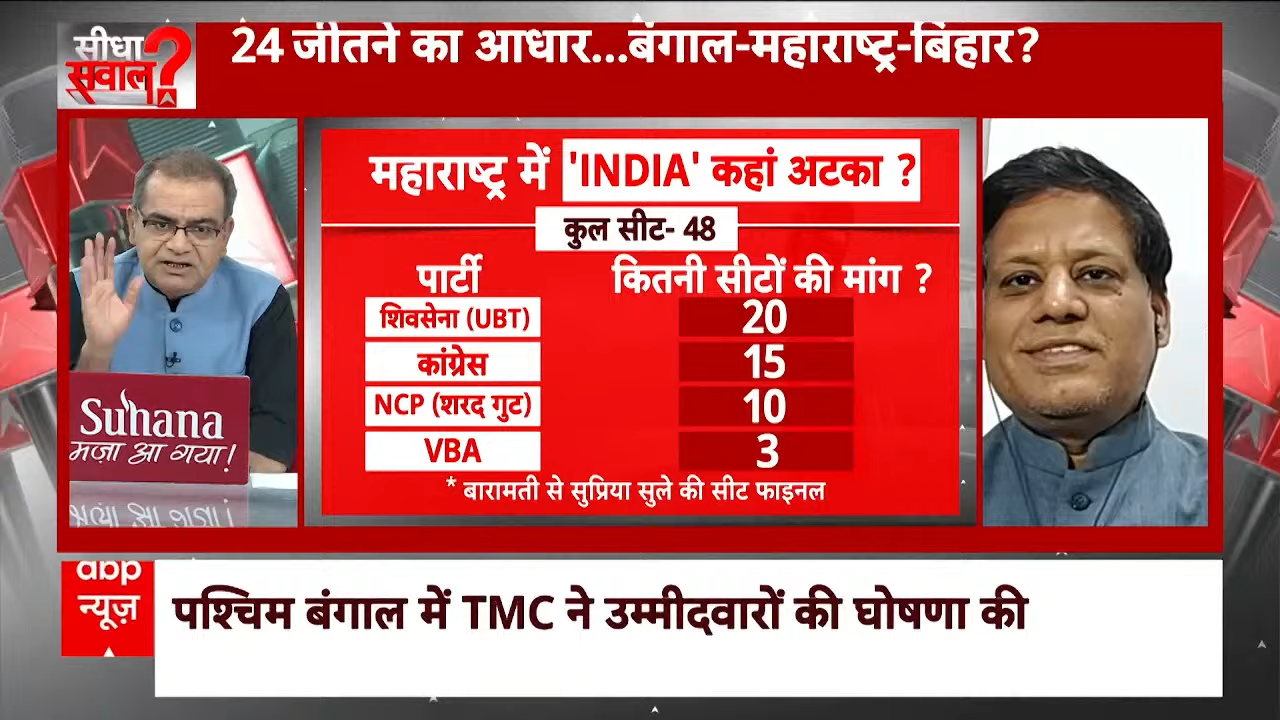 सीधा
सवाल?
24 जीतने का आधार...बंगाल-महाराष्ट्र-बिहार?
महाराष्ट्र में 'INDIA' कहां अटका ?
कुल सीट- 48
पार्टी कितनी सीटों की मांग ?
शिवसेना (UBT) 20
कांग्रेस 15
NCP (शरद गुट) 10
VBA 3
* बारामती से सुप्रिया सुले की सीट फाइनल
Suhana
मज़ा आ गया!
abp
न्यूज़
पश्चिम बंगाल में TMC ने उम्मीदवारों की घोषणा की